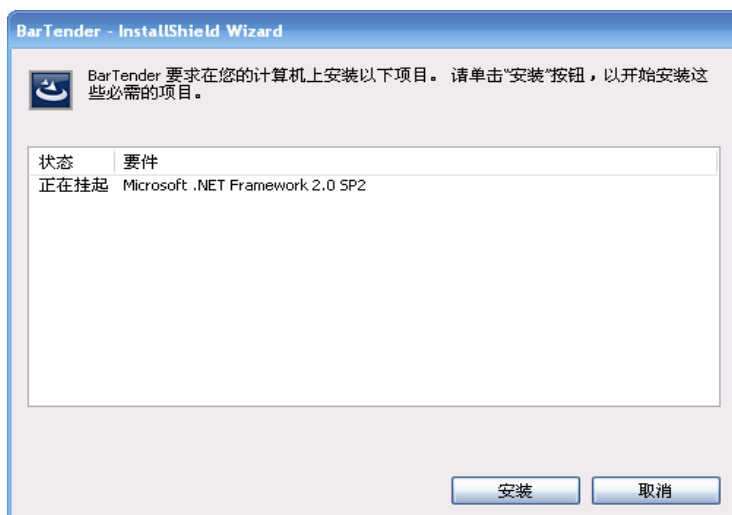 BarTender - InstallShield Wizard
BarTender 要求在您的计算机上安装以下项目。 请单击"安装"按钮，以开始安装这
些必需的项目。
状态 要件
正在挂起 Microsoft .NET Framework 2.0 SP2
安装 取消